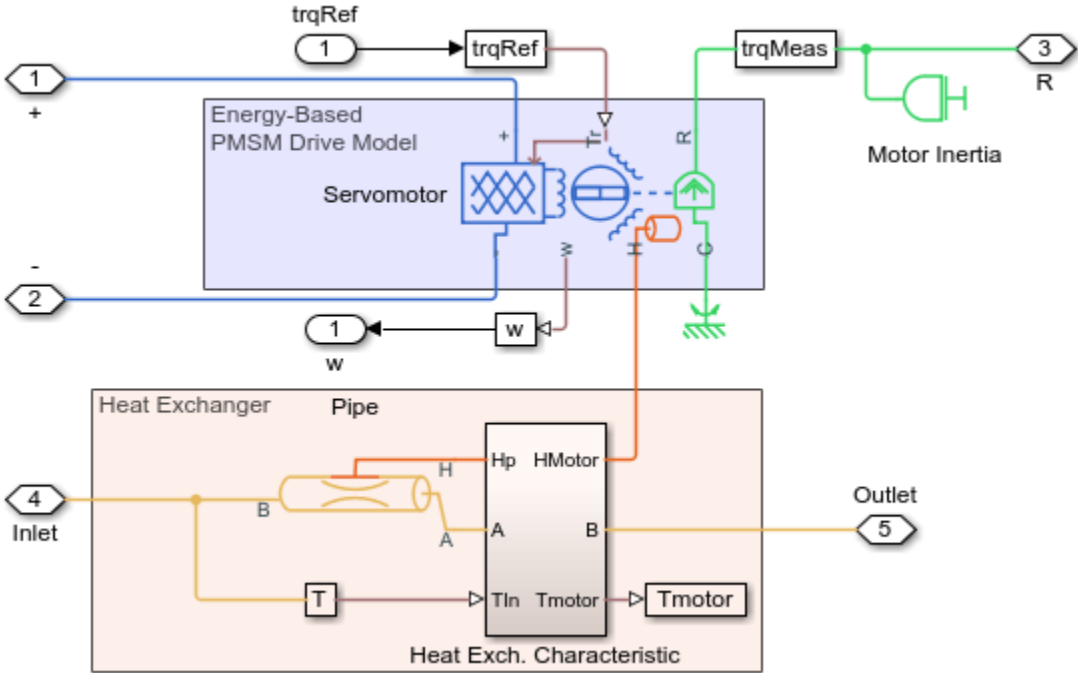 trqRef
1
trqRef
trqMeas
3
R
1
+
Energy-Based
PMSM Drive Model
+
Tr
R
Motor Inertia
Servomotor
-
w
H
C
-
2
1
w
w
Heat Exchanger
Pipe
H
Hp
HMotor
4
Inlet
B
A
A
B
Outlet
5
T
TIn
Tmotor
Tmotor
Heat Exch. Characteristic